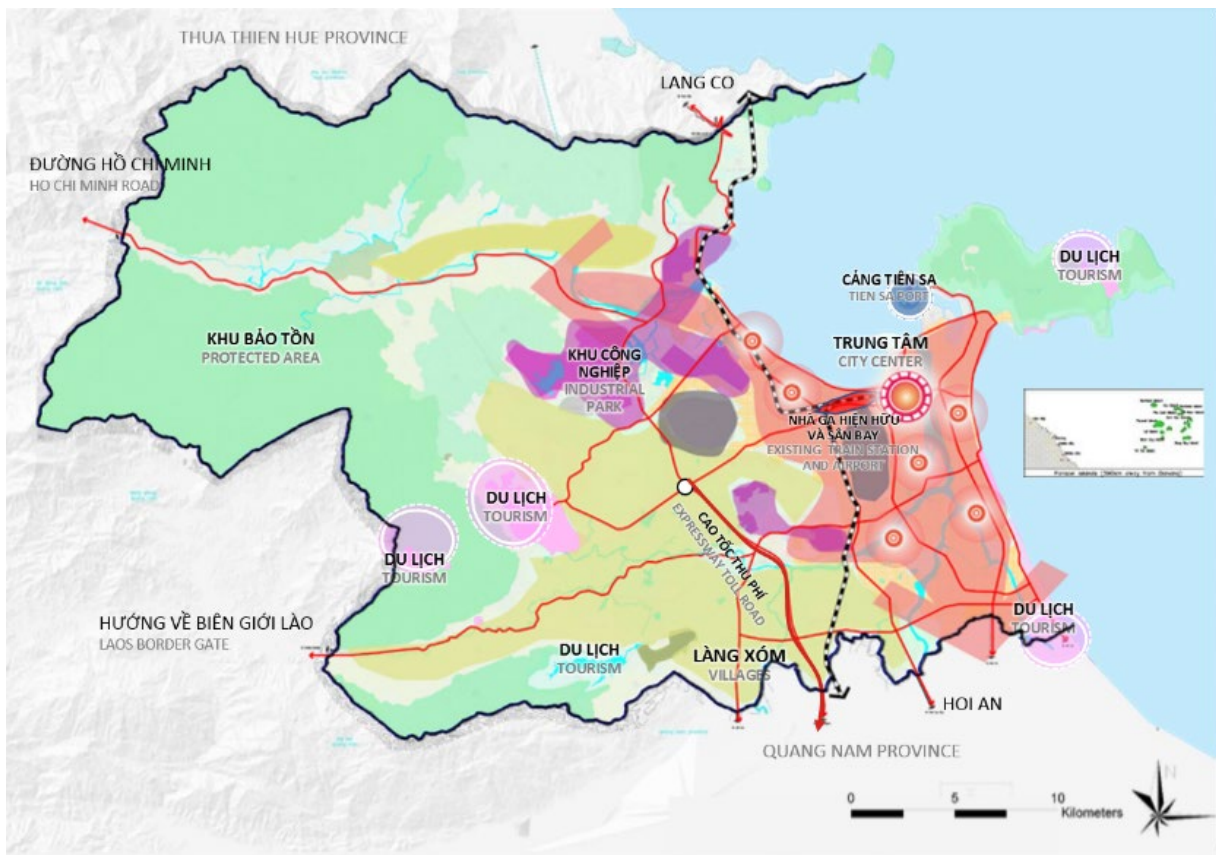 THUA THIEN HUE PROVINCE
LANG CO
ĐƯỜNG HỒ CHI MINH
HO CHI MINH ROAD
DU LỊCH
TOURISM
CẢNG TIÊN SA
TIEN SA PORT
KHU BẢO TỒN
PROTECTED AREA
TRUNG TÂM
CITY CENTER
KHU CÔNG
NGHIỆP
INDUSTRIAL
PARK
NHÀ GA HIỆN HỮU
VÀ SÂN BAY
EXISTING TRAIN STATION
AND AIRPORT
DU LỊCH
TOURISM
CAO TỐC THU PHÍ
EXPRESSWAY TOLL ROAD
DU LỊCH
TOURISM
HƯỚNG VỀ BIÊN GIỚI LÀO
LAOS BORDER GATE
DU LỊCH
TOURISM
DU LỊCH
TOURISM
LÀNG XÓM
VILLAGES
HOI AN
QUANG NAM PROVINCE
N
0 5 10
Kilometers